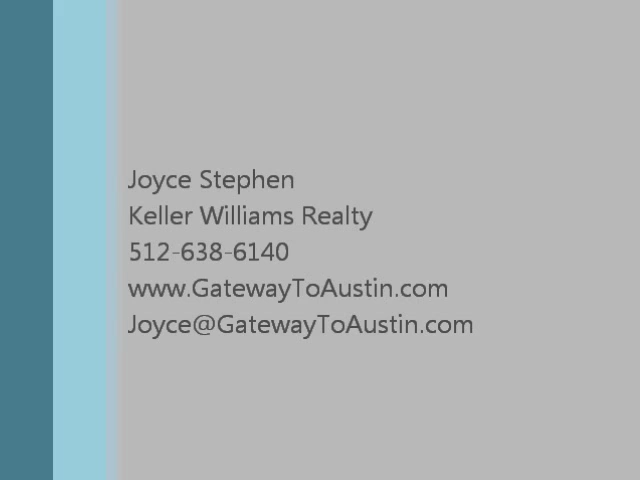 Joyce Stephen
Keller Williams Realty
512-638-6140
www.GatewayToAustin.com
Joyce@GatewayToAustin.com